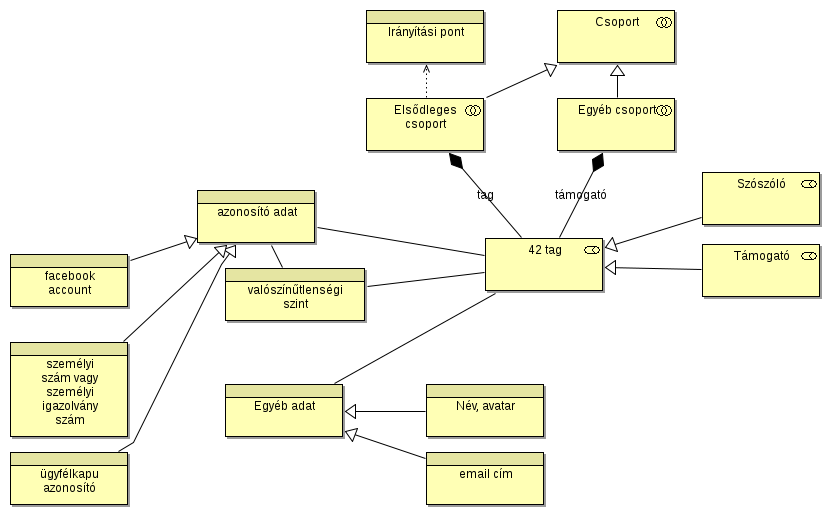 Irányítási pont
Csoport
Elsődleges
csoport
Egyéb csoport
tag
támogató
Szószóló
azonosító adat
42 tag
Támogató
facebook
account
valószínűtlenségi
szint
személyi
szám vagy
személyi
igazolvány
szám
Egyéb adat
Név, avatar
ügyfélkapu
azonosító
email cím